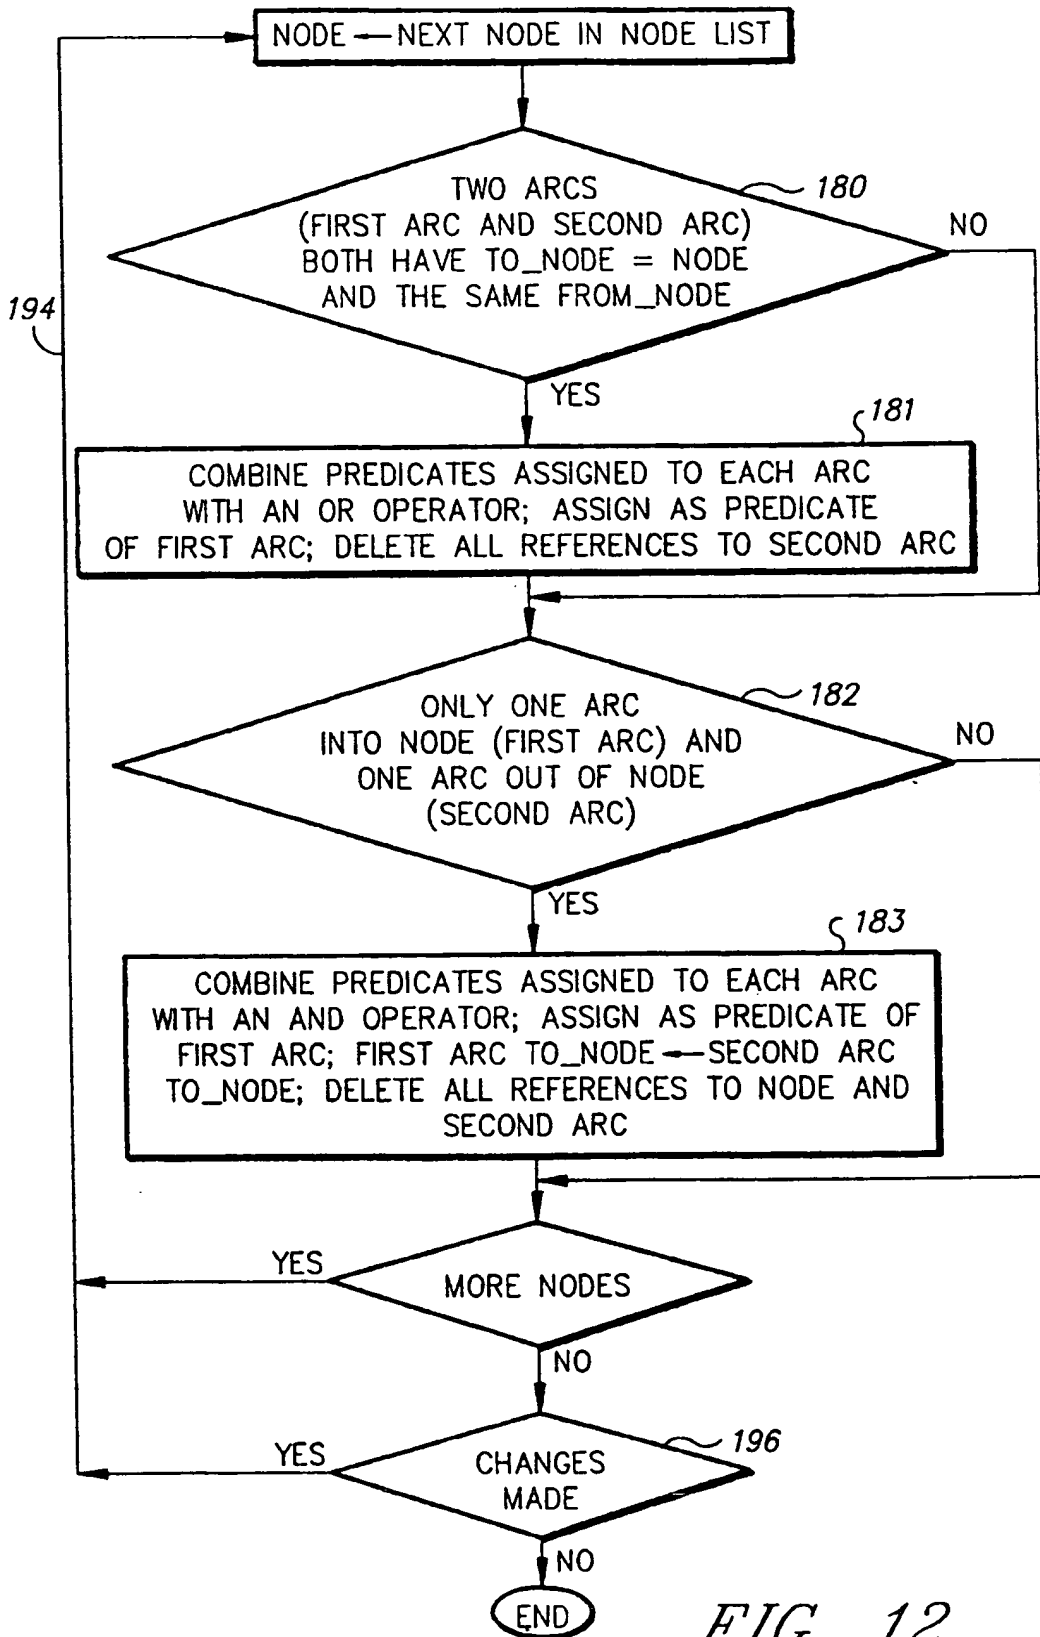 NODE ← NEXT NODE IN NODE LIST
TWO ARCS
(FIRST ARC AND SECOND ARC)
BOTH HAVE TO_NODE = NODE
AND THE SAME FROM_NODE
180
NO
194
YES
181
COMBINE PREDICATES ASSIGNED TO EACH ARC
WITH AN OR OPERATOR; ASSIGN AS PREDICATE
OF FIRST ARC; DELETE ALL REFERENCES TO SECOND ARC
182
ONLY ONE ARC
INTO NODE (FIRST ARC) AND
ONE ARC OUT OF NODE
(SECOND ARC)
NO
YES
183
COMBINE PREDICATES ASSIGNED TO EACH ARC
WITH AN AND OPERATOR; ASSIGN AS PREDICATE OF
FIRST ARC; FIRST ARC TO_NODE ← SECOND ARC
TO_NODE; DELETE ALL REFERENCES TO NODE AND
SECOND ARC
YES
MORE NODES
NO
YES
196
CHANGES
MADE
NO
END
FIG. 12